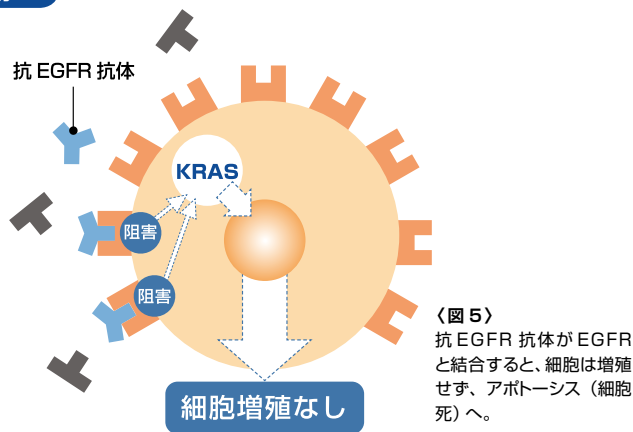 抗 EGFR 抗体
KRAS
阻害
阻害
細胞増殖なし
〈図 5〉
抗 EGFR 抗体が EGFR
と結合すると、細胞は増殖
せず、アポトーシス（細胞
死）へ。